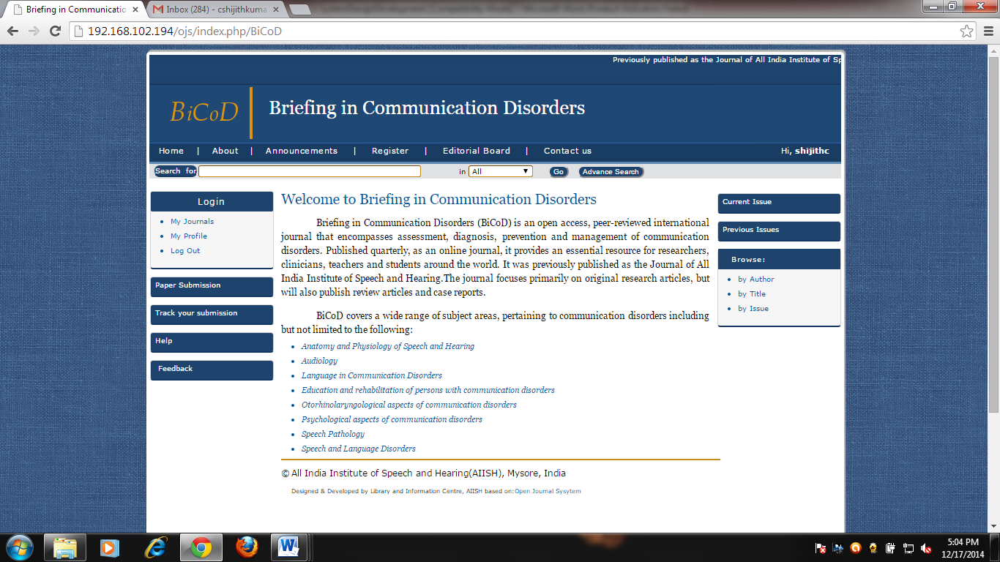 Briefing in Communicatio
Inbox (284) - cshijithkuma
192.168.102.194/ojs/index.php/BiCoD
Previously published as the Journal of All India Institute of Sp
BiCoD
Briefing in Communication Disorders
Home | About | Announcements | Register | Editorial Board | Contact us
Hi, shijithc
Search for in All Go Advance Search
Login
My Journals
My Profile
Log Out
Paper Submission
Track your submission
Help
Feedback
Welcome to Briefing in Communication Disorders
Briefing in Communication Disorders (BiCoD) is an open access, peer-reviewed international
journal that encompasses assessment, diagnosis, prevention and management of communication
disorders. Published quarterly, as an online journal, it provides an essential resource for researchers,
clinicians, teachers and students around the world. It was previously published as the Journal of All
India Institute of Speech and Hearing.The journal focuses primarily on original research articles, but
will also publish review articles and case reports.
BiCoD covers a wide range of subject areas, pertaining to communication disorders including
but not limited to the following:
Anatomy and Physiology of Speech and Hearing
Audiology
Language in Communication Disorders
Education and rehabilitation of persons with communication disorders
Otorhinolaryngological aspects of communication disorders
Psychological aspects of communication disorders
Speech Pathology
Speech and Language Disorders
© All India Institute of Speech and Hearing(AIISH), Mysore, India
Designed & Developed by Library and Information Centre, AIISH based on:Open Journal Sysytem
Current Issue
Previous Issues
Browse:
by Author
by Title
by Issue
5:04 PM
12/17/2014